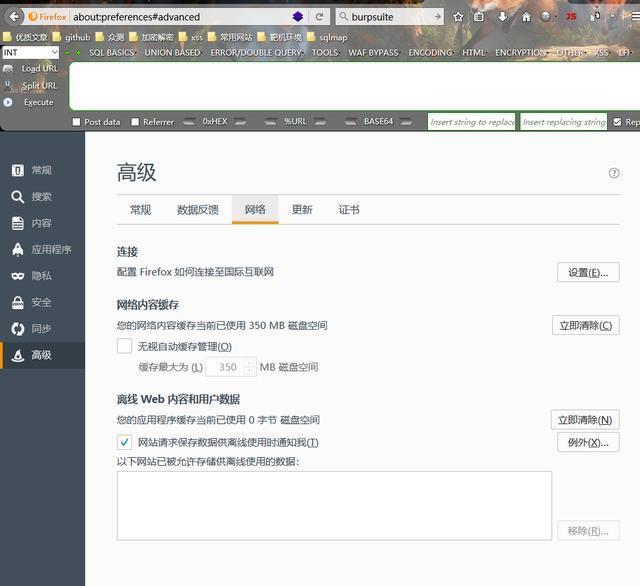 Firefox about:preferences#advanced burpsuite JS
优质文章 github 众测 加密解密 xss 常用网站 靶机环境 sqlmap
INT SQL BASICS UNION BASED ERROR/DOUBLE QUERY TOOLS WAF BYPASS ENCODING HTML ENCRYPTION OTHER XSS LFI
Load URL
Split URL
Execute
Post data Referrer 0xHEX %URL BASE64 Insert string to replace Insert replacing string Rep
常规
搜索
内容
应用程序
隐私
安全
同步
高级
高级
常规 数据反馈 网络 更新 证书
连接
配置 Firefox 如何连接至国际互联网 设置(E)...
网络内容缓存
您的网络内容缓存当前已使用 350 MB 磁盘空间 立即清除(C)
无视自动缓存管理(O)
缓存最大为 (L) 350 MB 磁盘空间
离线 Web 内容和用户数据
您的应用程序缓存当前已使用 0 字节 磁盘空间 立即清除(N)
网站请求保存数据供离线使用时通知我(T) 例外(X)...
以下网站已被允许存储供离线使用的数据:
移除(R)...